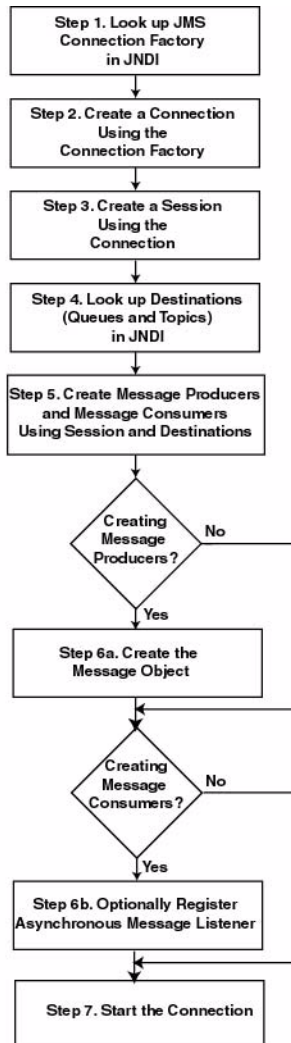 Step 1. Look up JMS
Connection Factory
in JNDI
Step 2. Create a Connection
Using the
Connection Factory
Step 3. Create a Session
Using the
Connection
Step 4. Look up Destinations
(Queues and Topics)
in JNDI
Step 5. Create Message Producers
and Message Consumers
Using Session and Destinations
Creating
Message
Producers?
No
Yes
Step 6a. Create the
Message Object
Creating
Message
Consumers?
No
Yes
Step 6b. Optionally Register
Asynchronous Message Listener
Step 7. Start the Connection